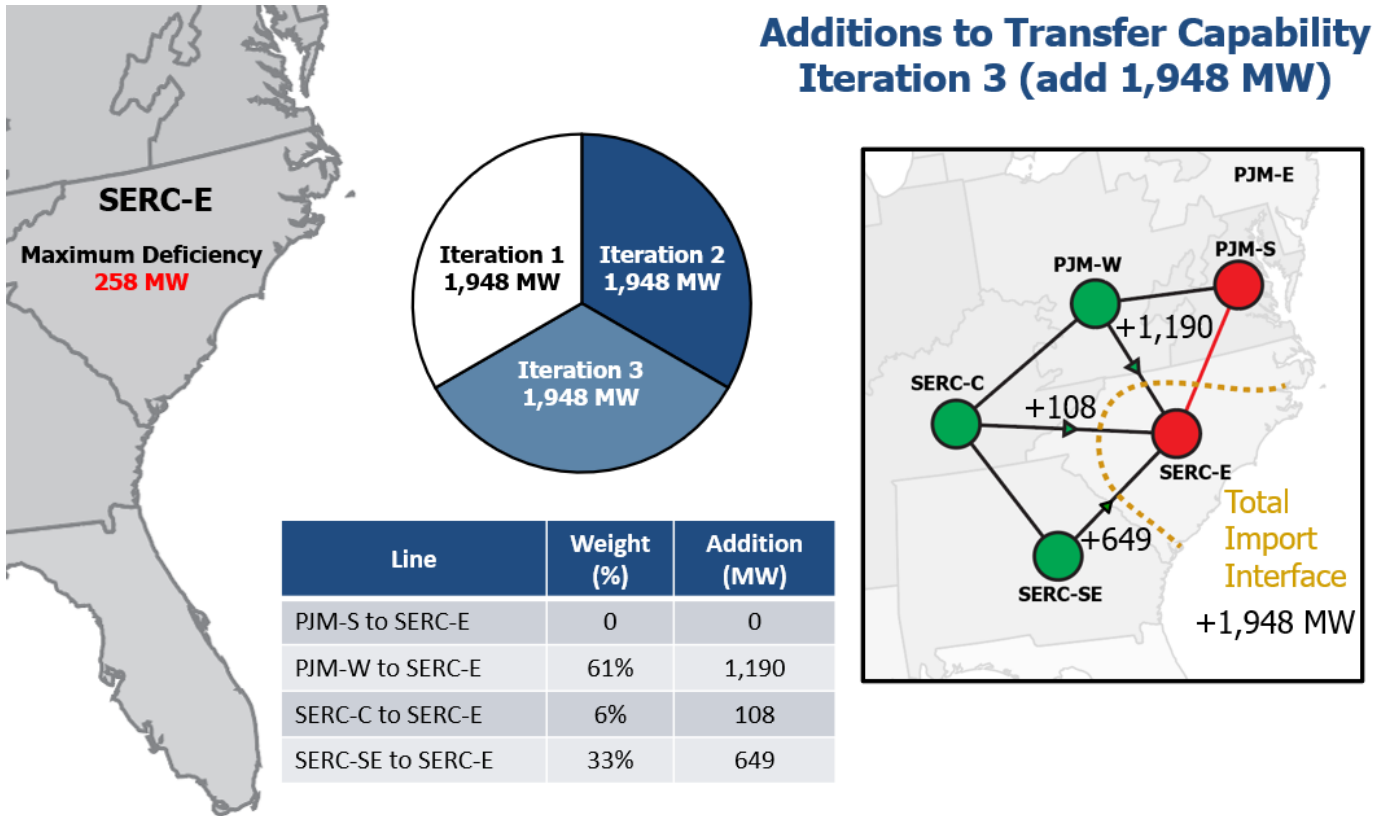 Additions to Transfer Capability
Iteration 3 (add 1,948 MW)
SERC-E
Maximum Deficiency
258 MW
Iteration 1
1,948 MW
Iteration 2
1,948 MW
Iteration 3
1,948 MW
Line
Weight
(%)
Addition
(MW)
PJM-S to SERC-E
0
0
PJM-W to SERC-E
61%
1,190
SERC-C to SERC-E
6%
108
SERC-SE to SERC-E
33%
649
PJM-E
PJM-S
PJM-W
+1,190
SERC-C
+108
SERC-E
+649
SERC-SE
Total
Import
Interface
+1,948 MW